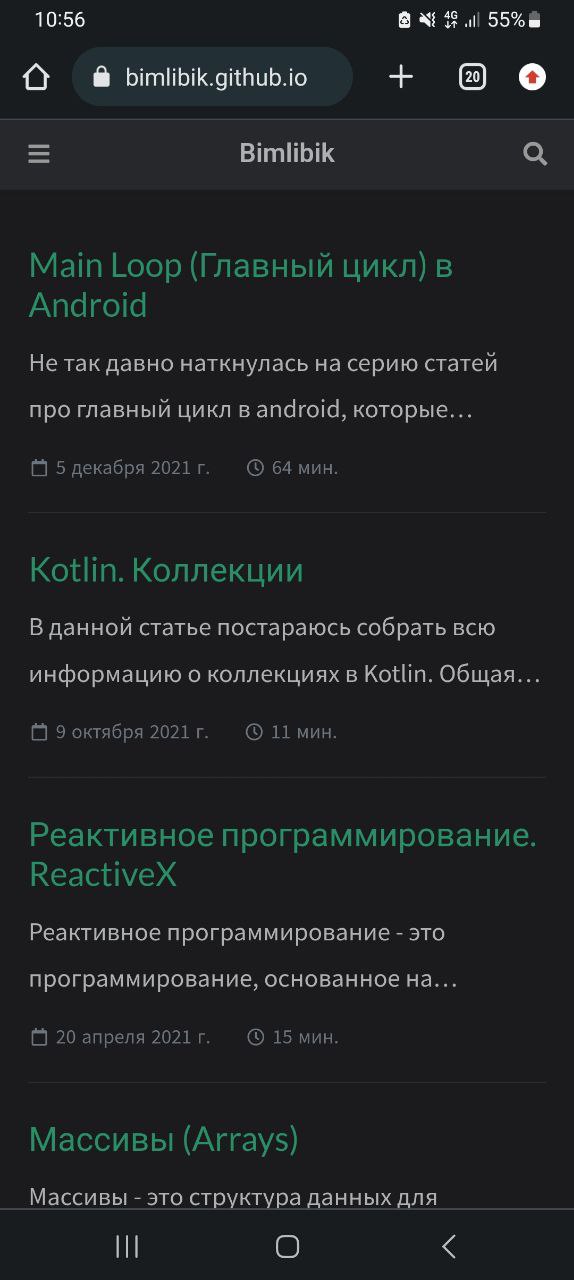 10:56
4G
55%
bimlibik.github.io
20
Bimlibik
Main Loop (Главный цикл) в
Android
Не так давно наткнулась на серию статей
про главный цикл в android, которые…
5 декабря 2021 г.
64 мин.
Kotlin. Коллекции
В данной статье постараюсь собрать всю
информацию о коллекциях в Kotlin. Общая…
9 октября 2021 г.
11 мин.
Реактивное программирование.
ReactiveX
Реактивное программирование - это
программирование, основанное на…
20 апреля 2021 г.
15 мин.
Массивы (Arrays)
Массивы - это структура данных для